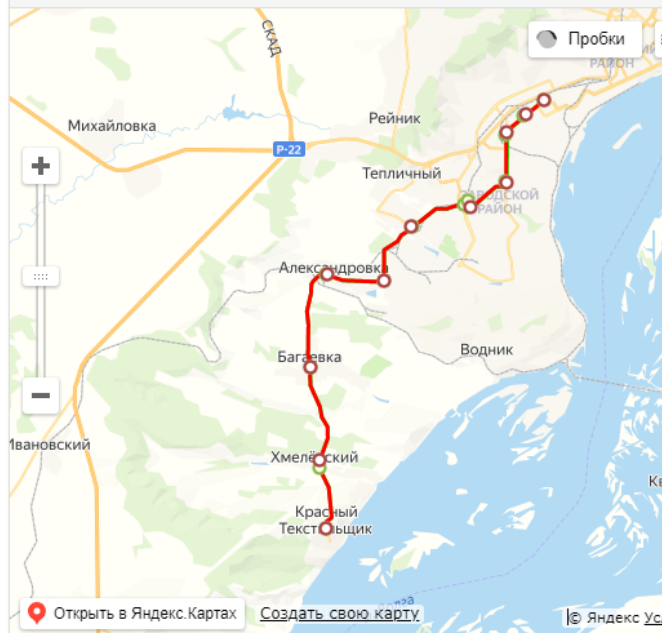 СКАД
Пробки
РАЙОН
Михайловка
Рейник
Р-22
Тепличный
РАЙОН
Александровка
Водник
Багаевка
Ивановский
Хмелёвский
Красный
Текстильщик
Открыть в Яндекс.Картах
Создать свою карту
© Яндекс